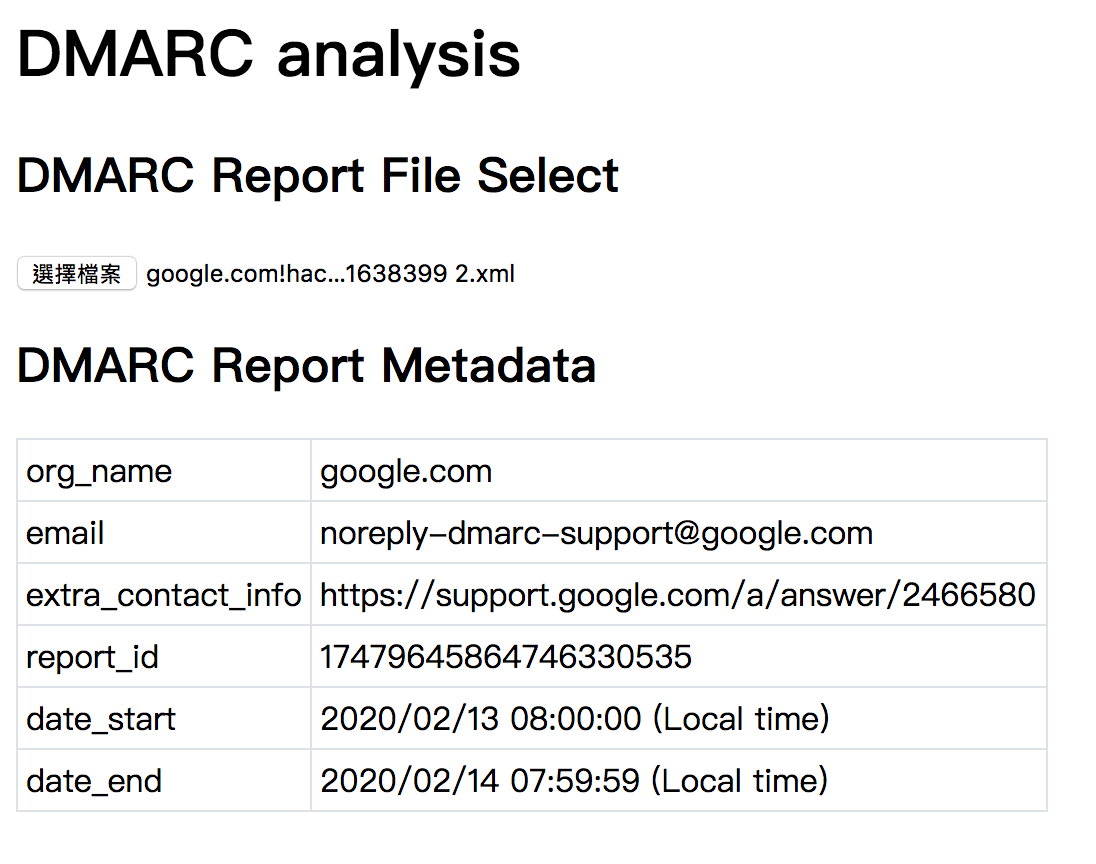 DMARC analysis
DMARC Report File Select
選擇檔案 google.com!hac...1638399 2.xml
DMARC Report Metadata
org_name google.com
email noreply-dmarc-support@google.com
extra_contact_info https://support.google.com/a/answer/2466580
report_id 17479645864746330535
date_start 2020/02/13 08:00:00 (Local time)
date_end 2020/02/14 07:59:59 (Local time)